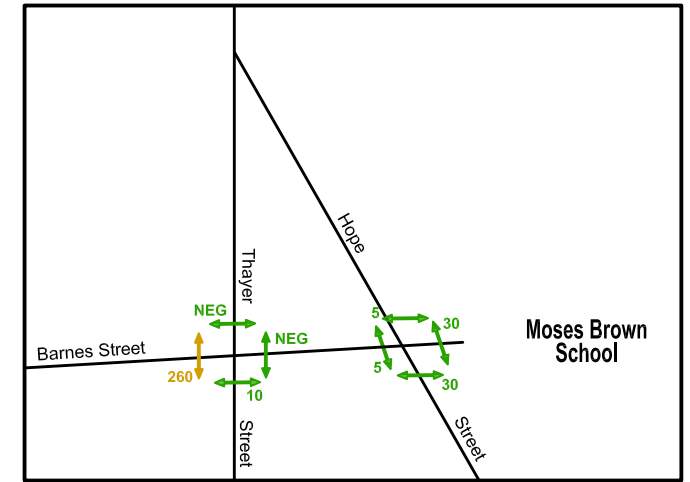 Hope
Thayer
NEG
5
30
NEG
Moses Brown
School
Barnes Street
260
5
10
30
Street
Street